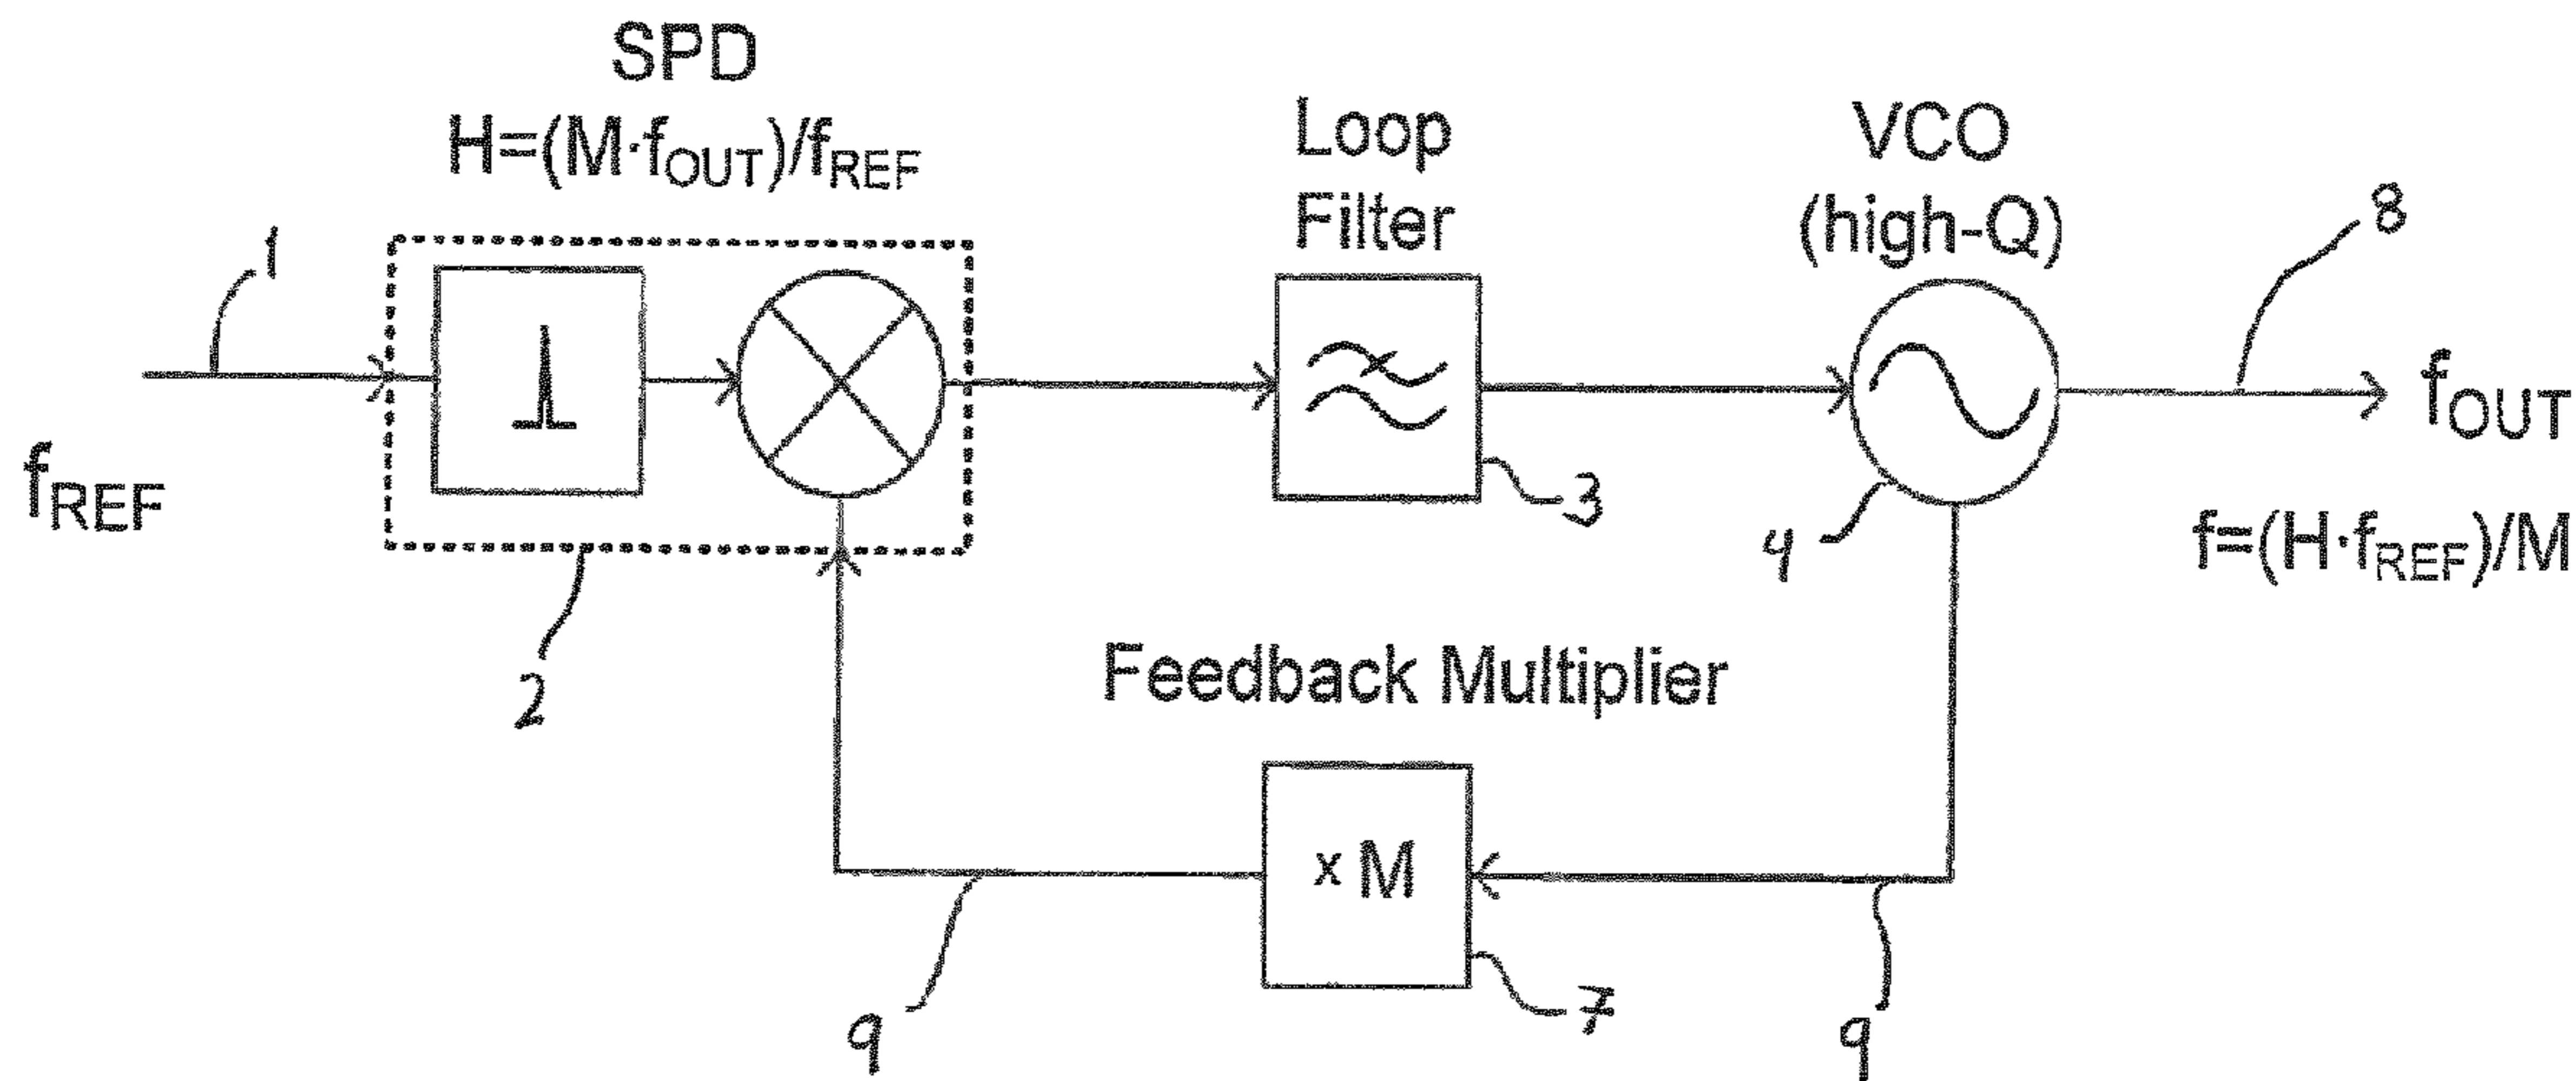 SPD
H=(M·fOUT)/fREF
Loop
Filter
VCO
(high-Q)
1
8
fREF
fOUT
f=(H·fREF)/M
3
4
2
Feedback Multiplier
x M
9
7
9